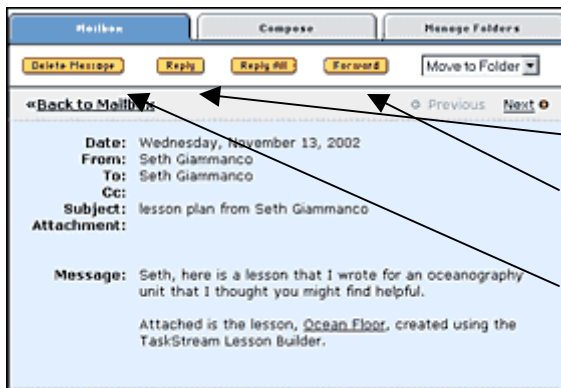 Mailbox Compose Manage Folders
Delete Message Reply Reply All Forward Move to Folder
«Back to Mailbox Previous Next
Date: Wednesday, November 13, 2002
From: Seth Giammanco
To: Seth Giammanco
Cc:
Subject: lesson plan from Seth Giammanco
Attachment:
Message: Seth, here is a lesson that I wrote for an oceanography
unit that I thought you might find helpful.
Attached is the lesson, Ocean Floor, created using the
TaskStream Lesson Builder.